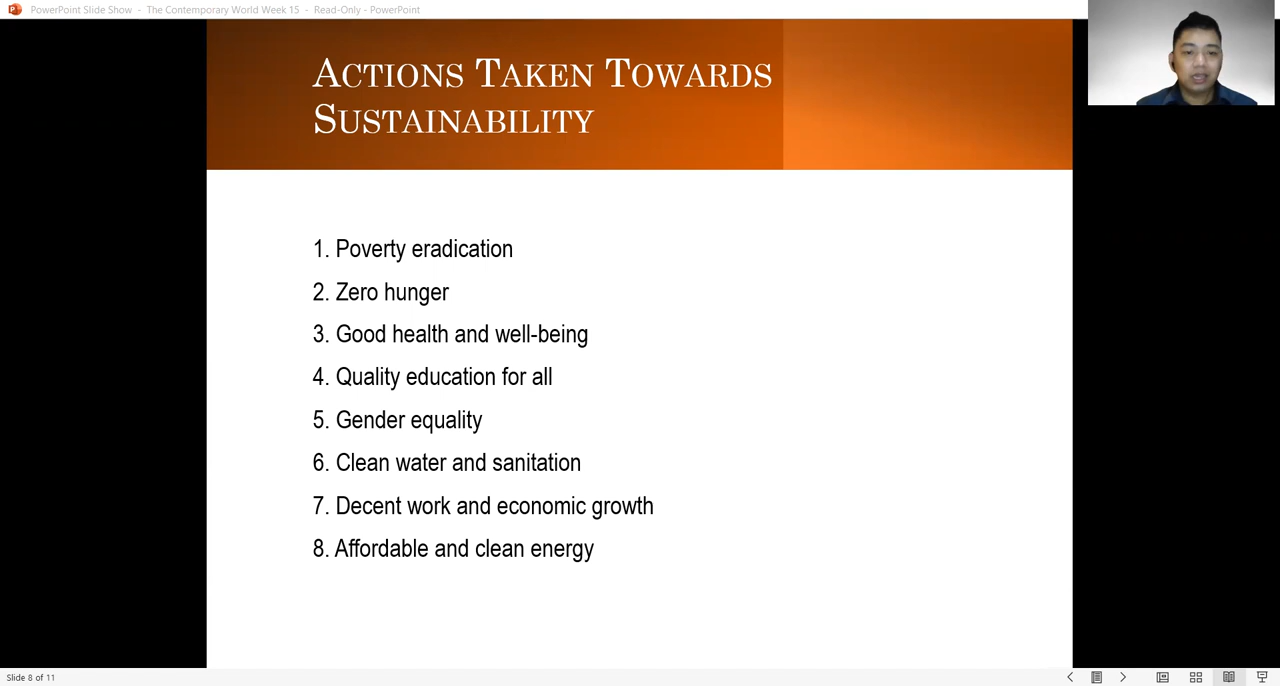 PowerPoint Slide Show - The Contemporary World Week 15 - Read-Only - PowerPoint
ACTIONS TAKEN TOWARDS
SUSTAINABILITY
1. Poverty eradication
2. Zero hunger
3. Good health and well-being
4. Quality education for all
5. Gender equality
6. Clean water and sanitation
7. Decent work and economic growth
8. Affordable and clean energy
Slide 8 of 11